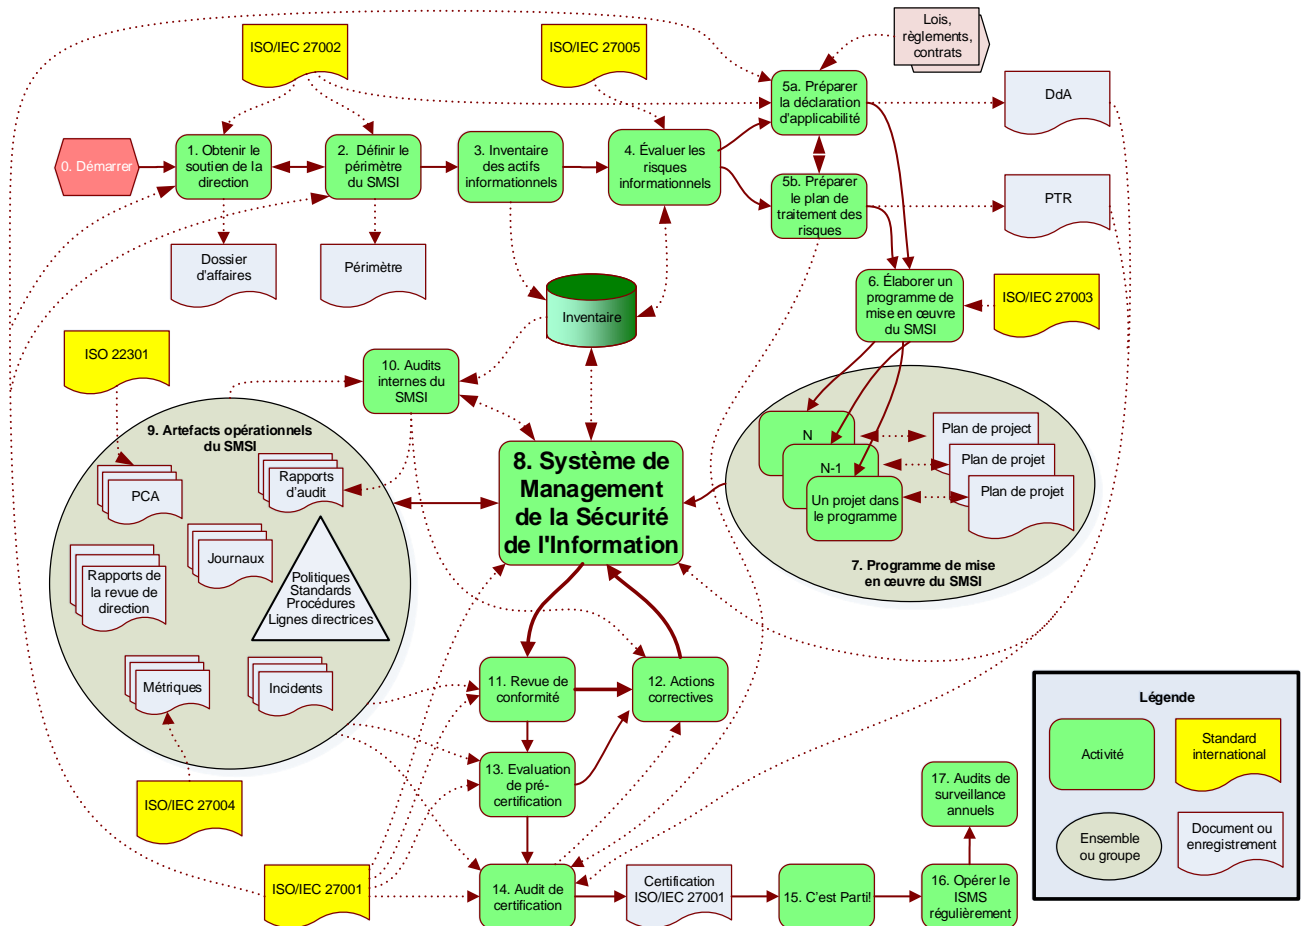 ISO/IEC 27002
ISO/IEC 27005
Lois,
règlements,
contrats
5a. Préparer
la déclaration
d'applicabilité
DdA
0. Démarrer
1. Obtenir le
soutien de la
direction
2. Définir le
périmètre
du SMSI
3. Inventaire
des actifs
informationnels
4. Évaluer les
risques
informationnels
5b. Préparer
le plan de
traitement des
risques
PTR
Dossier
d'affaires
Périmètre
Inventaire
6. Élaborer un
programme de
mise en œuvre
du SMSI
ISO/IEC 27003
ISO 22301
10. Audits
internes du
SMSI
9. Artefacts opérationnels
du SMSI
PCA
Rapports
d'audit
Journaux
Rapports de
la revue de
direction
Politiques
Standards
Procédures
Lignes directrices
Métriques
Incidents
8. Système de
Management
de la Sécurité
de l'Information
N
N-1
Un projet dans
le programme
Plan de project
Plan de projet
Plan de projet
7. Programme de mise
en œuvre du SMSI
11. Revue de
conformité
12. Actions
correctives
13. Evaluation
de pré-
certification
ISO/IEC 27004
ISO/IEC 27001
14. Audit de
certification
Certification
ISO/IEC 27001
15. C'est Parti!
16. Opérer le
ISMS
régulièrement
17. Audits de
surveillance
annuels
Légende
Activité
Standard
international
Ensemble
ou groupe
Document ou
enregistrement